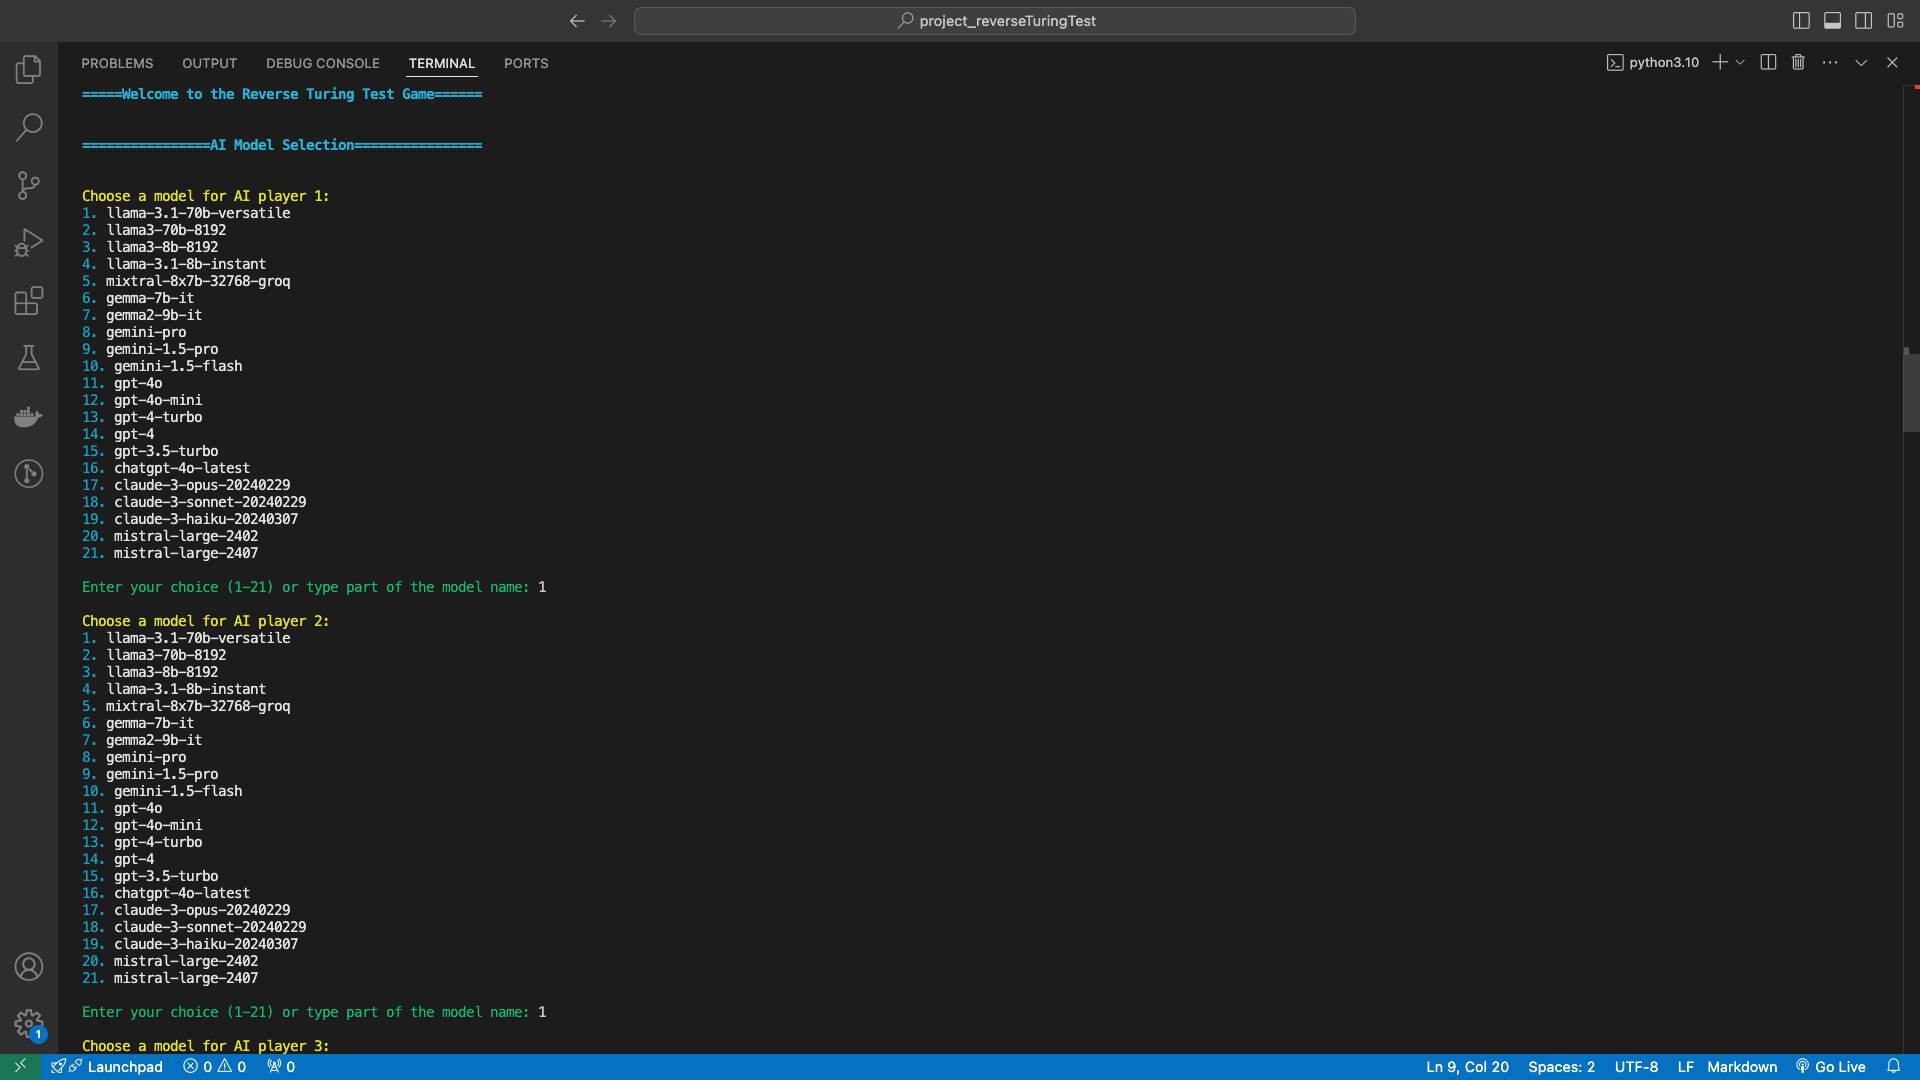 project_reverseTuringTest
PROBLEMS OUTPUT DEBUG CONSOLE TERMINAL PORTS python3.10
=====Welcome to the Reverse Turing Test Game======
================AI Model Selection================
Choose a model for AI player 1:
1. llama-3.1-70b-versatile
2. llama3-70b-8192
3. llama3-8b-8192
4. llama-3.1-8b-instant
5. mixtral-8x7b-32768-groq
6. gemma-7b-it
7. gemma2-9b-it
8. gemini-pro
9. gemini-1.5-pro
10. gemini-1.5-flash
11. gpt-4o
12. gpt-4o-mini
13. gpt-4-turbo
14. gpt-4
15. gpt-3.5-turbo
16. chatgpt-4o-latest
17. claude-3-opus-20240229
18. claude-3-sonnet-20240229
19. claude-3-haiku-20240307
20. mistral-large-2402
21. mistral-large-2407
Enter your choice (1-21) or type part of the model name: 1
Choose a model for AI player 2:
1. llama-3.1-70b-versatile
2. llama3-70b-8192
3. llama3-8b-8192
4. llama-3.1-8b-instant
5. mixtral-8x7b-32768-groq
6. gemma-7b-it
7. gemma2-9b-it
8. gemini-pro
9. gemini-1.5-pro
10. gemini-1.5-flash
11. gpt-4o
12. gpt-4o-mini
13. gpt-4-turbo
14. gpt-4
15. gpt-3.5-turbo
16. chatgpt-4o-latest
17. claude-3-opus-20240229
18. claude-3-sonnet-20240229
19. claude-3-haiku-20240307
20. mistral-large-2402
21. mistral-large-2407
Enter your choice (1-21) or type part of the model name: 1
Choose a model for AI player 3:
1
Launchpad 0 0 0 Ln 9, Col 20 Spaces: 2 UTF-8 LF Markdown Go Live